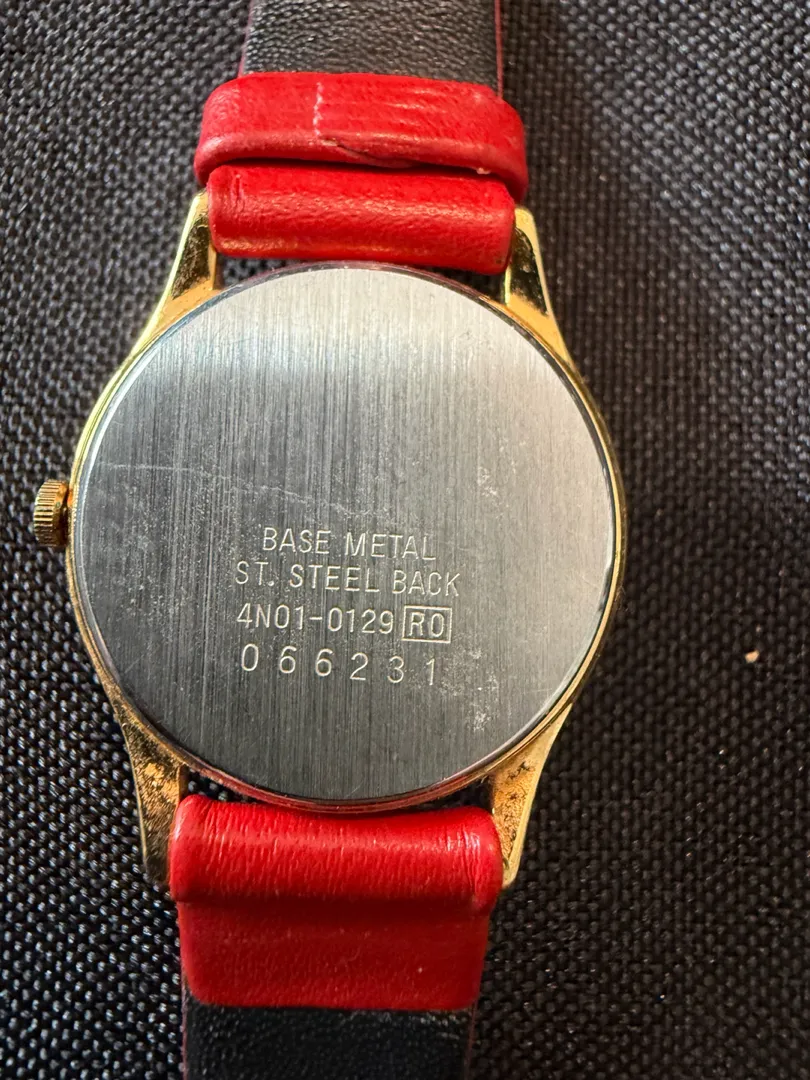 BASE METAL
ST. STEEL BACK
4N01-0129 RO
066231